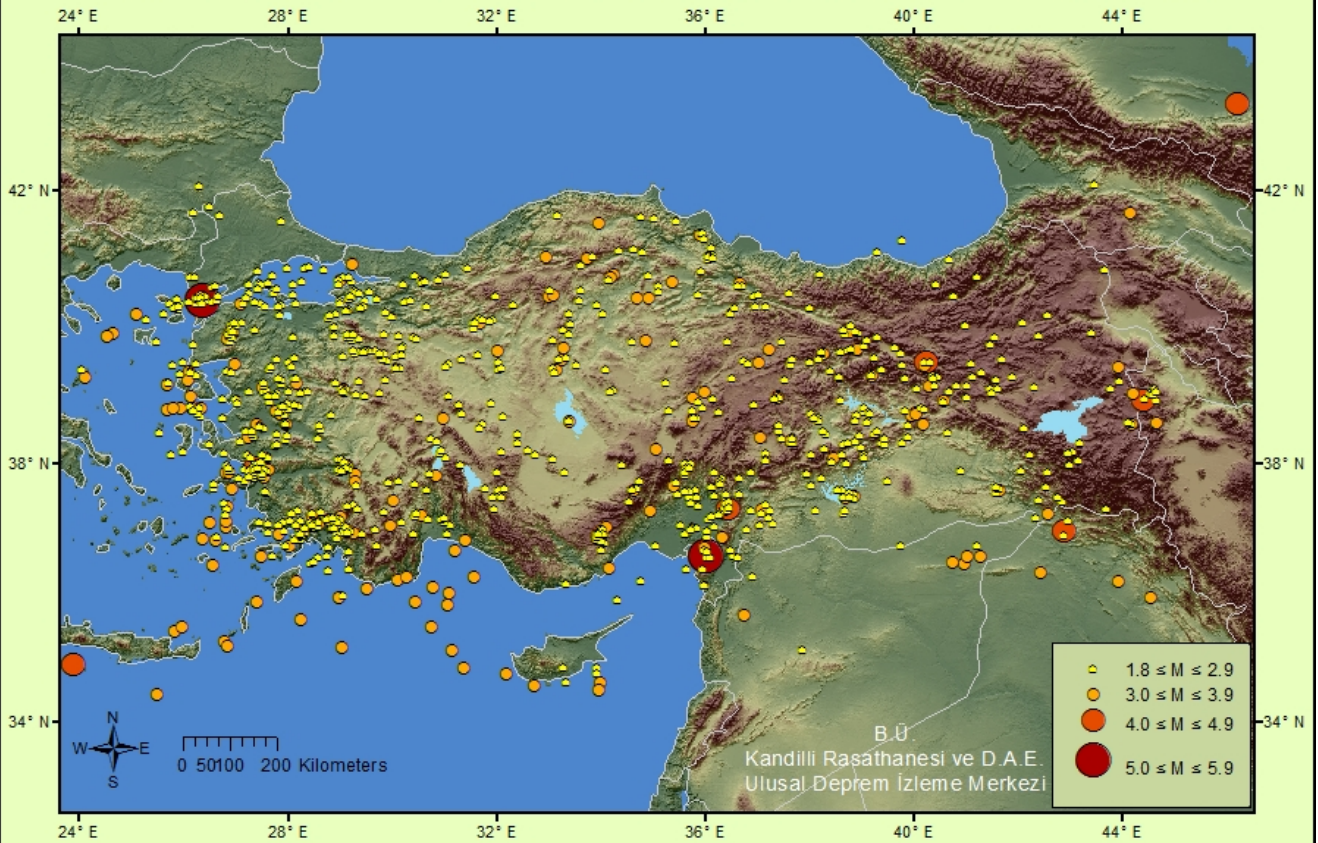 24° E 28° E 32° E 36° E 40° E 44° E
42° N 42° N
38° N 38° N
34° N 34° N
N
W E
S
0 50100 200 Kilometers
B.Ü.
Kandilli Rasathanesi ve D.A.E.
Ulusal Deprem İzleme Merkezi
1.8 ≤ M ≤ 2.9
3.0 ≤ M ≤ 3.9
4.0 ≤ M ≤ 4.9
5.0 ≤ M ≤ 5.9
24° E 28° E 32° E 36° E 40° E 44° E